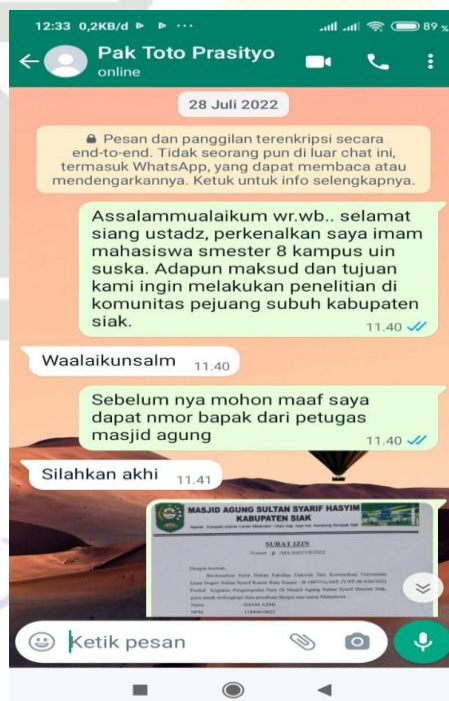 12:33 0,2KB/d
89 %
Pak Toto Prasityo
online
28 Juli 2022
Pesan dan panggilan terenkripsi secara
end-to-end. Tidak seorang pun di luar chat ini,
termasuk WhatsApp, yang dapat membaca atau
mendengarkannya. Ketuk untuk info selengkapnya.
Assalammualaikum wr.wb.. selamat
siang ustadz, perkenalkan saya imam
mahasiswa smester 8 kampus uin
suska. Adapun maksud dan tujuan
kami ingin melakukan penelitian di
komunitas pejuang subuh kabupaten
siak.
11.40
Waalaikunsalm 11.40
Sebelum nya mohon maaf saya
dapat nmor bapak dari petugas
masjid agung
11.40
Silahkan akhi 11.41
MASJID AGUNG SULTAN SYARIF HASYIM
KABUPATEN SIAK
SURAT IZIN
Dengan hormat,
Ketik pesan